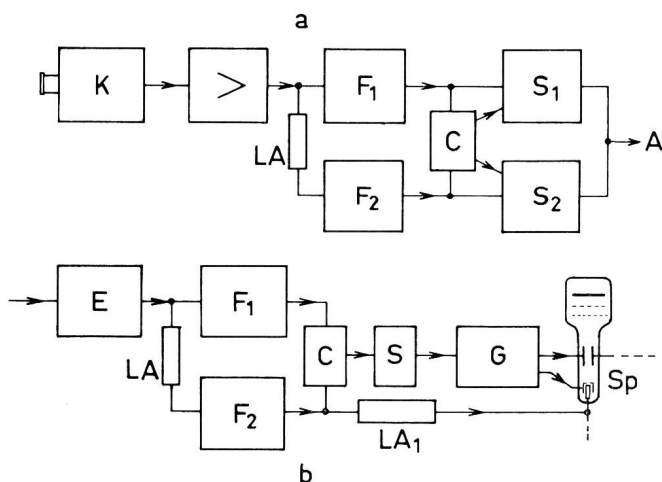 a
K > F₁ S₁
LA C A
F₂ S₂
E F₁
LA C S G Sp
F₂ LA₁
b